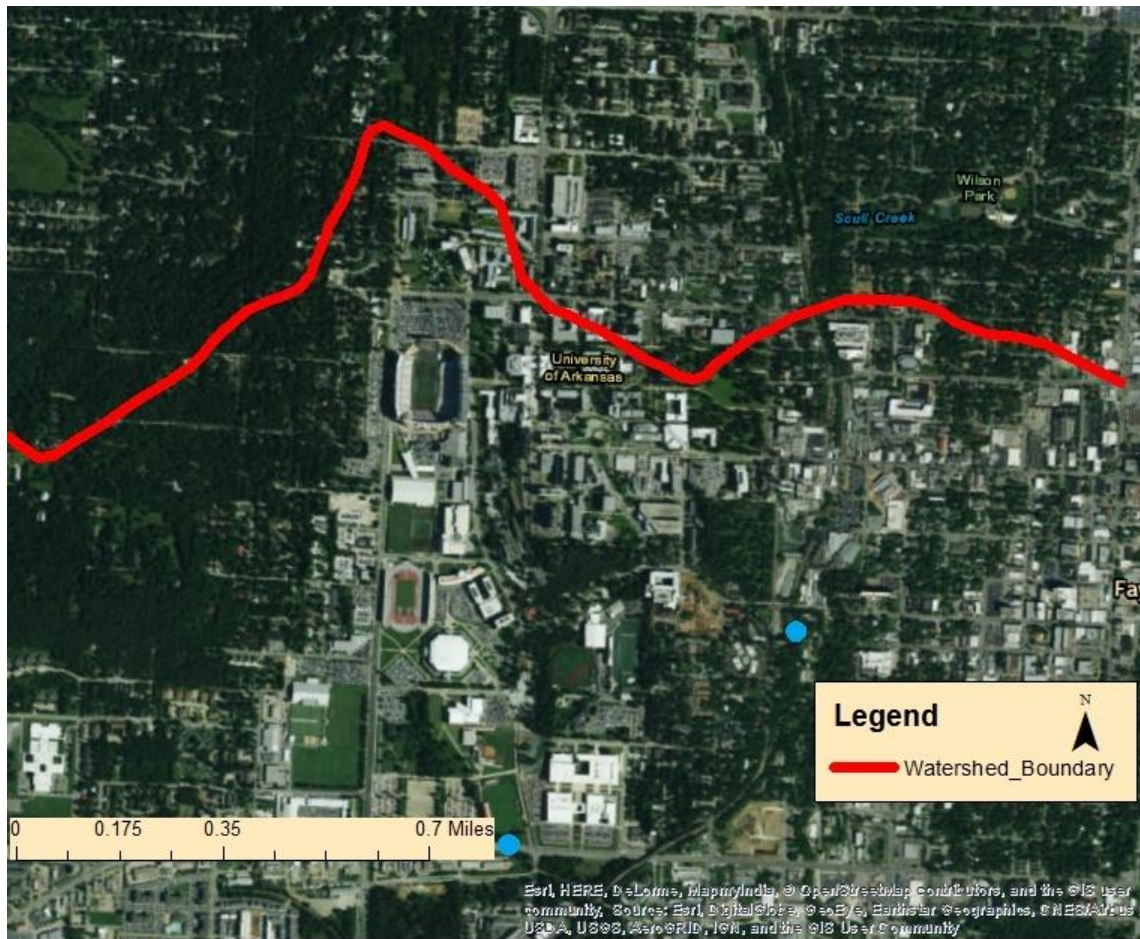 Wilson
Park
Scull Creek
University
of Arkansas
Fay
Legend
N
Watershed_Boundary
0 0.175 0.35 0.7 Miles
Esri, HERE, DeLorme, MapmyIndia, © OpenStreetMap contributors, and the GIS user
community, Source: Esri, DigitalGlobe, GeoEye, Earthstar Geographics, CNES/Airbus
USDA, USGS, AeroGRID, IGN, and the GIS User Community